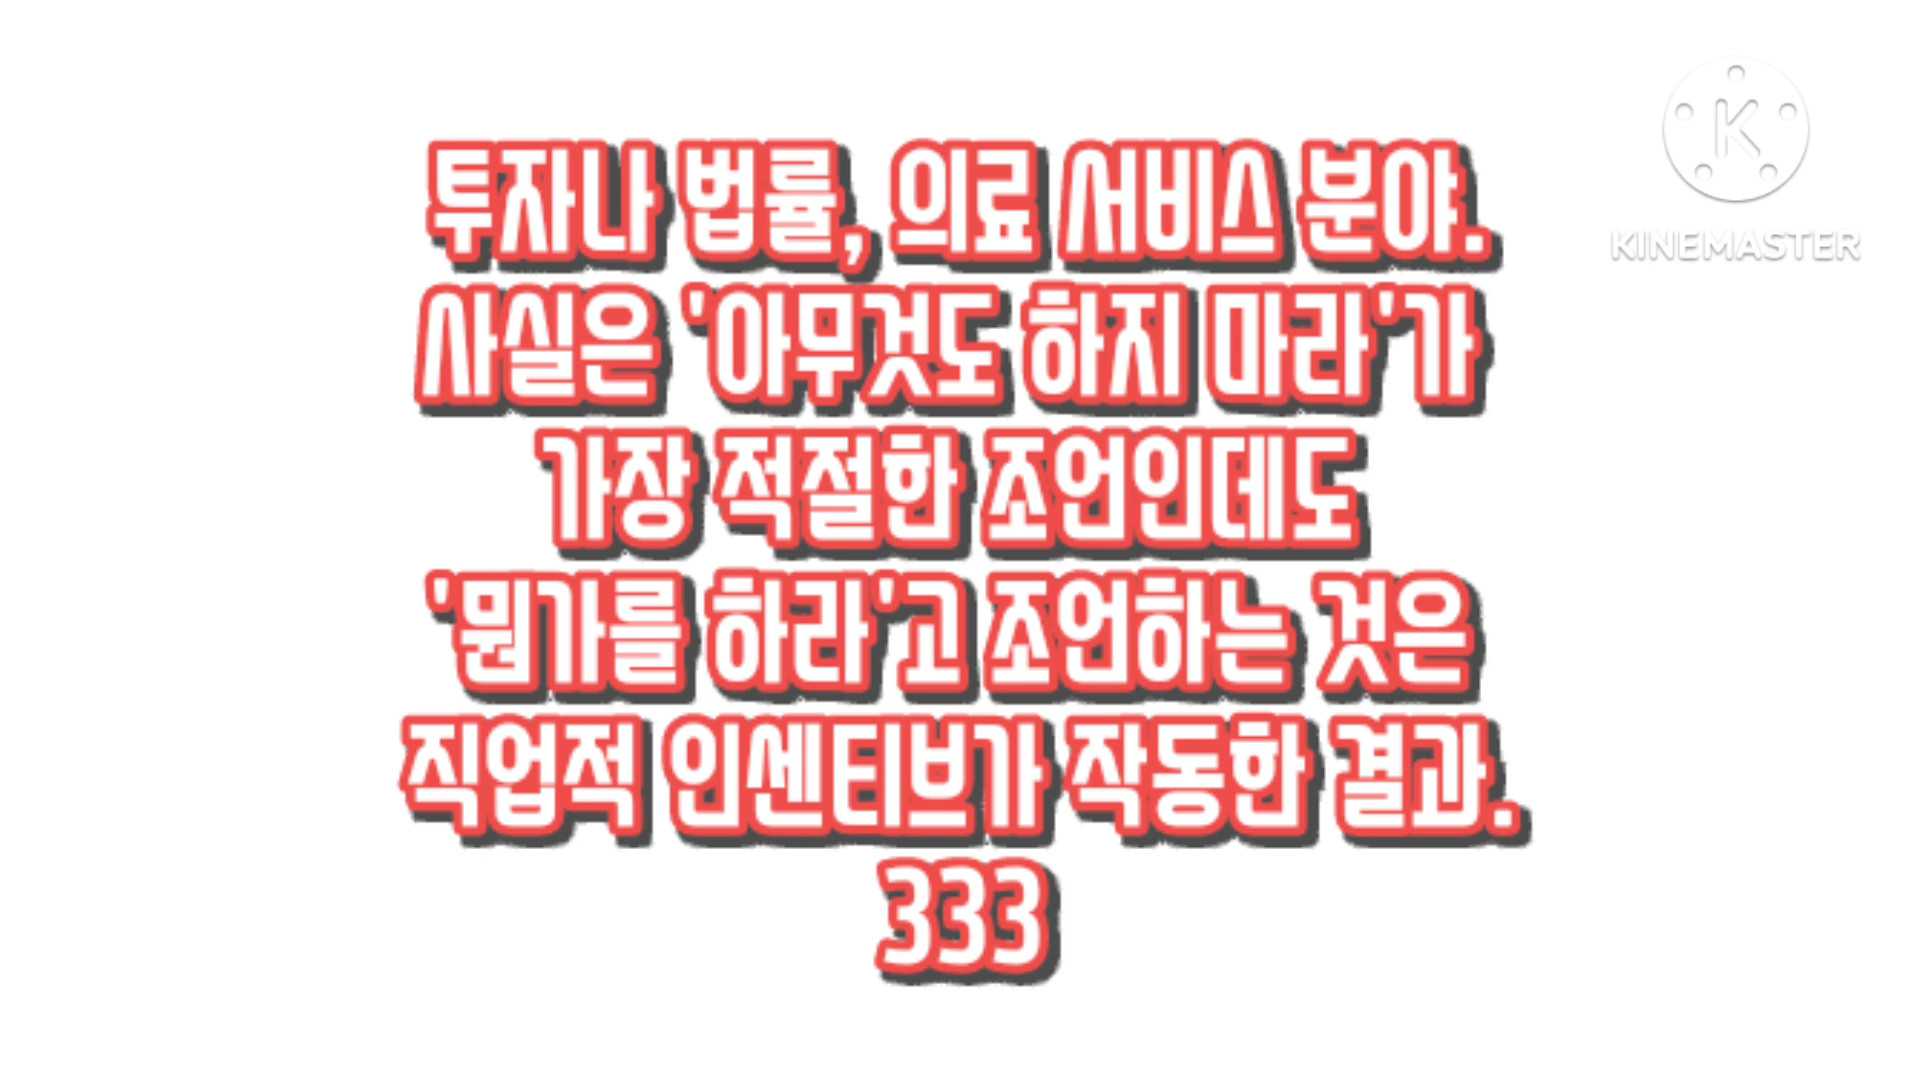 투자나 법률, 의료 서비스 분야.
사실은 '아무것도 하지 마라'가
가장 적절한 조언인데도
'뭔가를 하라'고 조언하는 것은
직업적 인센티브가 작동한 결과.
333
K
KINEMASTER